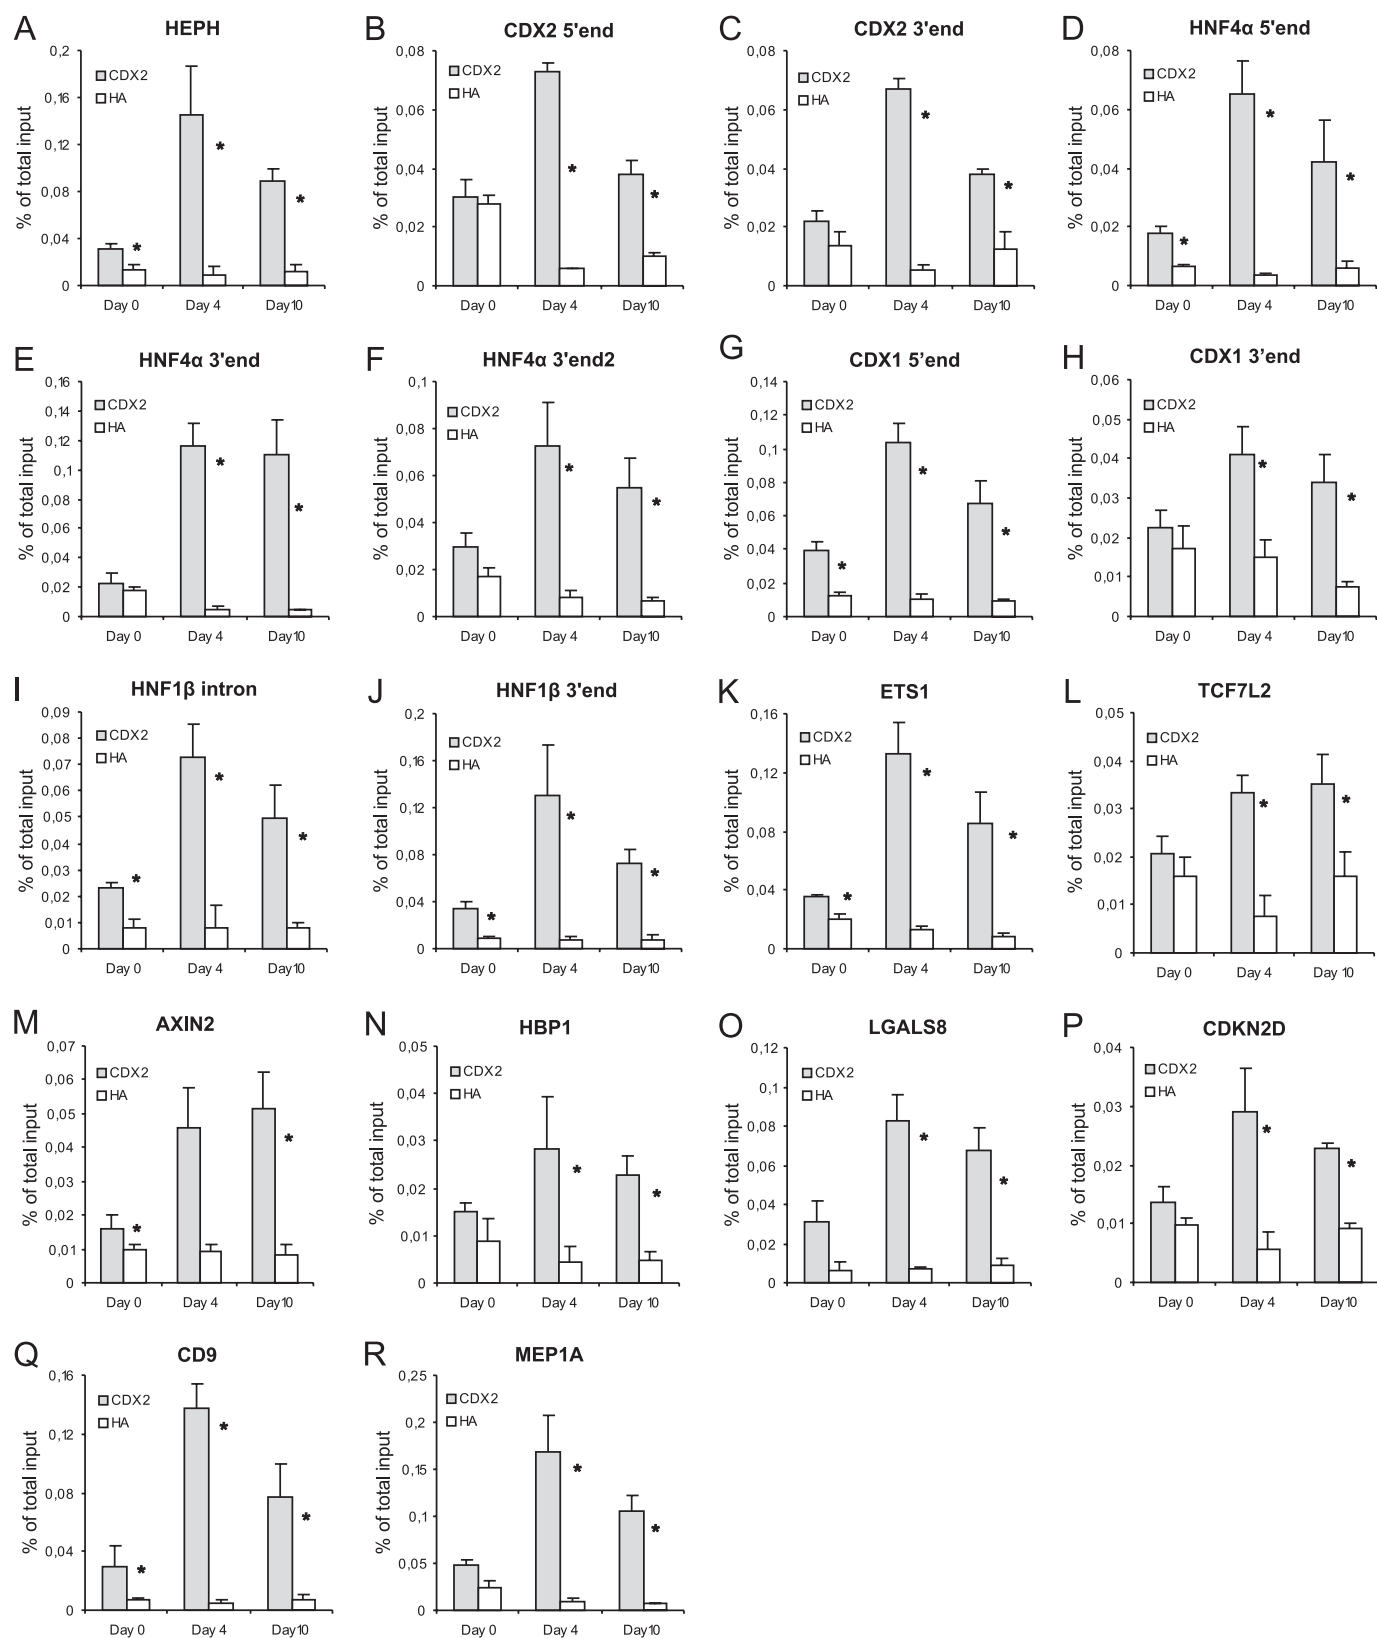 A HEPH
% of total input
0,2
0,16
0,12
0,08
0,04
0
CDX2
HA
*
*
*
Day 0 Day 4 Day10
B CDX2 5'end
% of total input
0,08
0,06
0,04
0,02
0
CDX2
HA
*
*
Day 0 Day 4 Day10
C CDX2 3'end
% of total input
0,08
0,06
0,04
0,02
0
CDX2
HA
*
*
Day 0 Day 4 Day10
D HNF4α 5'end
% of total input
0,08
0,06
0,04
0,02
0
CDX2
HA
*
*
*
Day 0 Day 4 Day10
E HNF4α 3'end
% of total input
0,16
0,14
0,12
0,1
0,08
0,06
0,04
0,02
0
CDX2
HA
*
*
Day 0 Day 4 Day10
F HNF4α 3'end2
% of total input
0,1
0,08
0,06
0,04
0,02
0
CDX2
HA
*
*
Day 0 Day 4 Day10
G CDX1 5’end
% of total input
0,14
0,12
0,1
0,08
0,06
0,04
0,02
0
CDX2
HA
*
*
*
Day 0 Day 4 Day10
H CDX1 3’end
% of total input
0,06
0,05
0,04
0,03
0,02
0,01
0
CDX2
HA
*
*
Day 0 Day 4 Day10
I HNF1β intron
% of total input
0,09
0,08
0,07
0,06
0,05
0,04
0,03
0,02
0,01
0
CDX2
HA
*
*
*
Day 0 Day 4 Day10
J HNF1β 3'end
% of total input
0,2
0,16
0,12
0,08
0,04
0
CDX2
HA
*
*
*
Day 0 Day 4 Day10
K ETS1
% of total input
0,16
0,12
0,08
0,04
0
CDX2
HA
*
*
*
Day 0 Day 4 Day10
L TCF7L2
% of total input
0,05
0,04
0,03
0,02
0,01
0
CDX2
HA
*
*
Day 0 Day 4 Day 10
M AXIN2
% of total input
0,07
0,06
0,05
0,04
0,03
0,02
0,01
0
CDX2
HA
*
*
Day 0 Day 4 Day10
N HBP1
% of total input
0,05
0,04
0,03
0,02
0,01
0
CDX2
HA
*
*
Day 0 Day 4 Day10
O LGALS8
% of total input
0,12
0,1
0,08
0,06
0,04
0,02
0
CDX2
HA
*
*
Day 0 Day 4 Day10
P CDKN2D
% of total input
0,04
0,03
0,02
0,01
0
CDX2
HA
*
*
Day 0 Day 4 Day10
Q CD9
% of total input
0,16
0,12
0,08
0,04
0
CDX2
HA
*
*
*
Day 0 Day 4 Day10
R MEP1A
% of total input
0,25
0,2
0,15
0,1
0,05
0
CDX2
HA
*
*
Day 0 Day 4 Day10